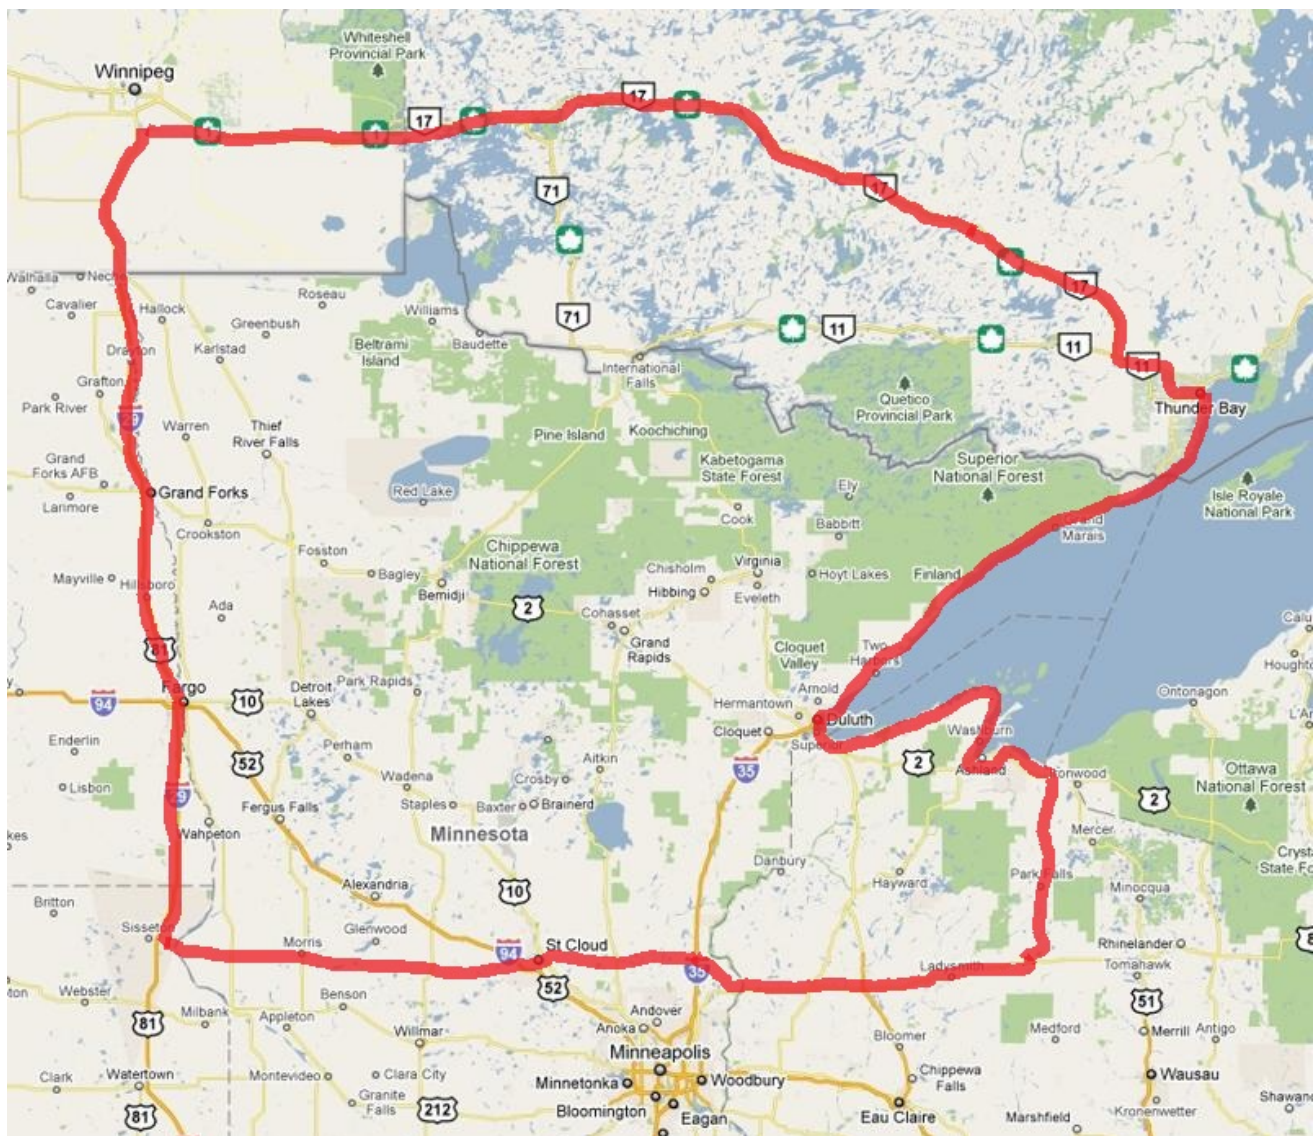 Whiteshell
Provincial Park
Winnipeg
17
17
1
71
17
71
11
17
11
11
Walhalla
Cavalier
Hallock
Roseau
Greenbush
Karlstad
Williams
Baudette
Beltrami
Island
International
Falls
Quetico
Provincial Park
Thunder Bay
Drayton
Grafton
Park River
Warren
Thief
River Falls
Pine Island
Koochiching
Kabetogama
State Forest
Superior
National Forest
Isle Royale
National Park
Grand
Forks AFB
Larimore
Grand Forks
Crookston
Red Lake
Ely
Cook
Babbitt
Grand
Marais
Fosston
Bagley
Bemidji
Chippewa
National Forest
Chisholm
Hibbing
Virginia
Eveleth
Hoyt Lakes
Finland
Mayville
Hillsboro
Ada
2
Cohasset
Grand
Rapids
Cloquet
Valley
Two
Harbors
81
Fargo
94
10
Detroit
Lakes
Park Rapids
Hermantown
Arnold
Duluth
Cloquet
Superior
Washburn
Ashland
2
Ontonagon
Ironwood
Ottawa
National Forest
2
Enderlin
Lisbon
52
Perham
Wadena
Staples
Fergus Falls
Wahpeton
Aitkin
Crosby
Baxter
Brainerd
35
Minnesota
Mercer
Minocqua
Danbury
Hayward
Park Falls
Rhinelander
Tomahawk
Britton
Sisseton
Alexandria
Glenwood
Morris
10
94
St Cloud
52
35
Ladysmith
Webster
Milbank
81
Benson
Appleton
Willmar
Andover
Anoka
Minneapolis
Minnetonka
Bloomington
Woodbury
Eagan
Bloomer
Chippewa
Falls
Eau Claire
Medford
51
Merrill
Antigo
Wausau
Kronenwetter
Marshfield
Clark
Watertown
81
Montevideo
Clara City
Granite
Falls
212